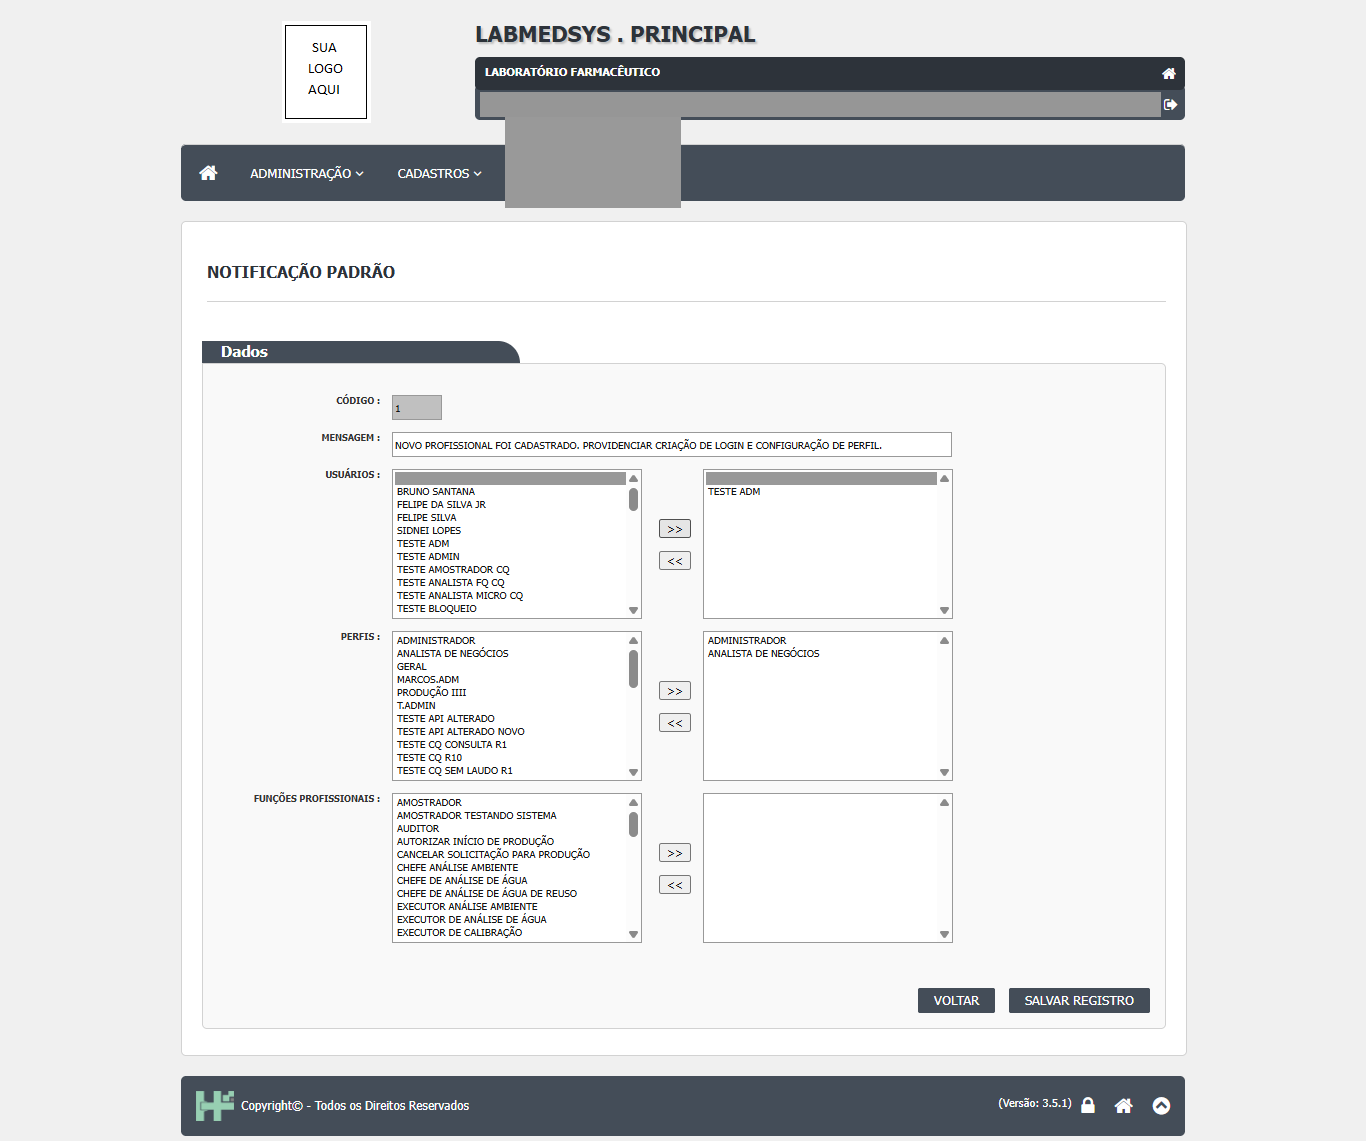 SUA
LOGO
AQUI
LABMEDSYS . PRINCIPAL
LABORATÓRIO FARMACÊUTICO
ADMINISTRAÇÃO
CADASTROS
NOTIFICAÇÃO PADRÃO
Dados
CÓDIGO :
1
MENSAGEM :
NOVO PROFISSIONAL FOI CADASTRADO. PROVIDENCIAR CRIAÇÃO DE LOGIN E CONFIGURAÇÃO DE PERFIL.
USUÁRIOS :
BRUNO SANTANA
FELIPE DA SILVA JR
FELIPE SILVA
SIDNEI LOPES
TESTE ADM
TESTE ADMIN
TESTE AMOSTRADOR CQ
TESTE ANALISTA FQ CQ
TESTE ANALISTA MICRO CQ
TESTE BLOQUEIO
>>
<<
TESTE ADM
PERFIS :
ADMINISTRADOR
ANALISTA DE NEGÓCIOS
GERAL
MARCOS.ADM
PRODUÇÃO IIII
T.ADMIN
TESTE API ALTERADO
TESTE API ALTERADO NOVO
TESTE CQ CONSULTA R1
TESTE CQ R10
TESTE CQ SEM LAUDO R1
>>
<<
ADMINISTRADOR
ANALISTA DE NEGÓCIOS
FUNÇÕES PROFISSIONAIS :
AMOSTRADOR
AMOSTRADOR TESTANDO SISTEMA
AUDITOR
AUTORIZAR INÍCIO DE PRODUÇÃO
CANCELAR SOLICITAÇÃO PARA PRODUÇÃO
CHEFE ANÁLISE AMBIENTE
CHEFE DE ANÁLISE DE ÁGUA
CHEFE DE ANÁLISE DE ÁGUA DE REUSO
EXECUTOR ANÁLISE AMBIENTE
EXECUTOR DE ANÁLISE DE ÁGUA
EXECUTOR DE CALIBRAÇÃO
>>
<<
VOLTAR
SALVAR REGISTRO
Copyright© - Todos os Direitos Reservados
(Versão: 3.5.1)